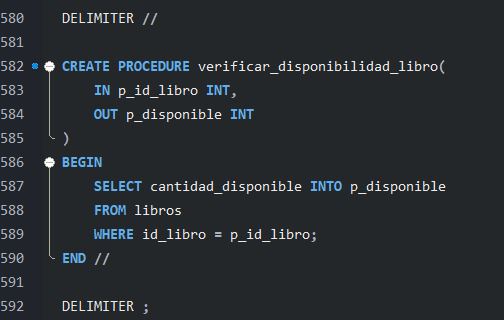 580 DELIMITER //
581
582 CREATE PROCEDURE verificar_disponibilidad_libro(
583 IN p_id_libro INT,
584 OUT p_disponible INT
585 )
586 BEGIN
587 SELECT cantidad_disponible INTO p_disponible
588 FROM libros
589 WHERE id_libro = p_id_libro;
590 END //
591
592 DELIMITER ;